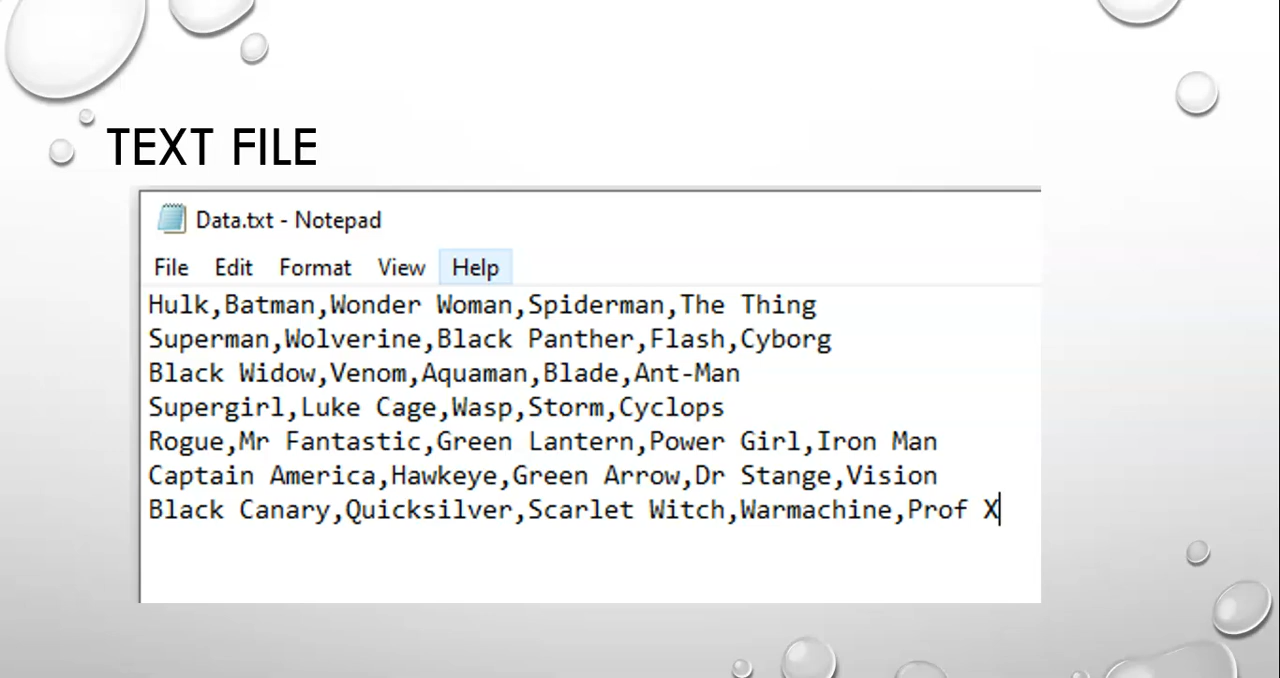 TEXT FILE
Data.txt - Notepad
File Edit Format View Help
Hulk,Batman,Wonder Woman,Spiderman,The Thing
Superman,Wolverine,Black Panther,Flash,Cyborg
Black Widow,Venom,Aquaman,Blade,Ant-Man
Supergirl,Luke Cage,Wasp,Storm,Cyclops
Rogue,Mr Fantastic,Green Lantern,Power Girl,Iron Man
Captain America,Hawkeye,Green Arrow,Dr Stange,Vision
Black Canary,Quicksilver,Scarlet Witch,Warmachine,Prof X